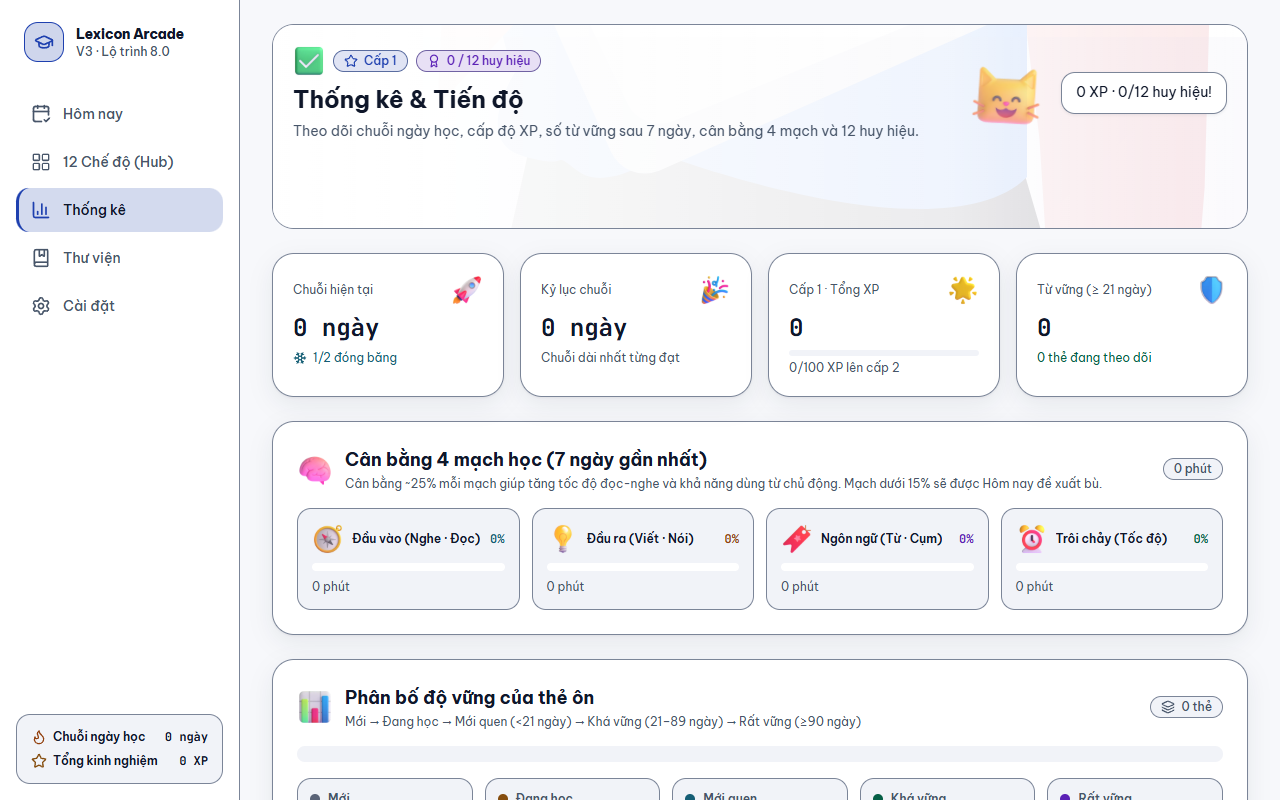 Lexicon Arcade
V3 · Lộ trình 8.0
Hôm nay
12 Chế độ (Hub)
Thống kê
Thư viện
Cài đặt
Chuỗi ngày học 0 ngày
Tổng kinh nghiệm 0 XP
Cấp 1
0 / 12 huy hiệu
Thống kê & Tiến độ
Theo dõi chuỗi ngày học, cấp độ XP, số từ vững sau 7 ngày, cân bằng 4 mạch và 12 huy hiệu.
0 XP · 0/12 huy hiệu!
Chuỗi hiện tại
0 ngày
1/2 đóng băng
Kỷ lục chuỗi
0 ngày
Chuỗi dài nhất từng đạt
Cấp 1 · Tổng XP
0
0/100 XP lên cấp 2
Từ vững (≥ 21 ngày)
0
0 thẻ đang theo dõi
Cân bằng 4 mạch học (7 ngày gần nhất)
Cân bằng ~25% mỗi mạch giúp tăng tốc độ đọc-nghe và khả năng dùng từ chủ động. Mạch dưới 15% sẽ được Hôm nay đề xuất bù.
0 phút
Đầu vào (Nghe · Đọc) 0%
0 phút
Đầu ra (Viết · Nói) 0%
0 phút
Ngôn ngữ (Từ · Cụm) 0%
0 phút
Trôi chảy (Tốc độ) 0%
0 phút
Phân bố độ vững của thẻ ôn
Mới → Đang học → Mới quen (<21 ngày) → Khá vững (21–89 ngày) → Rất vững (≥90 ngày)
0 thẻ
Mới
Đang học
Mới quen
Khá vững
Rất vững